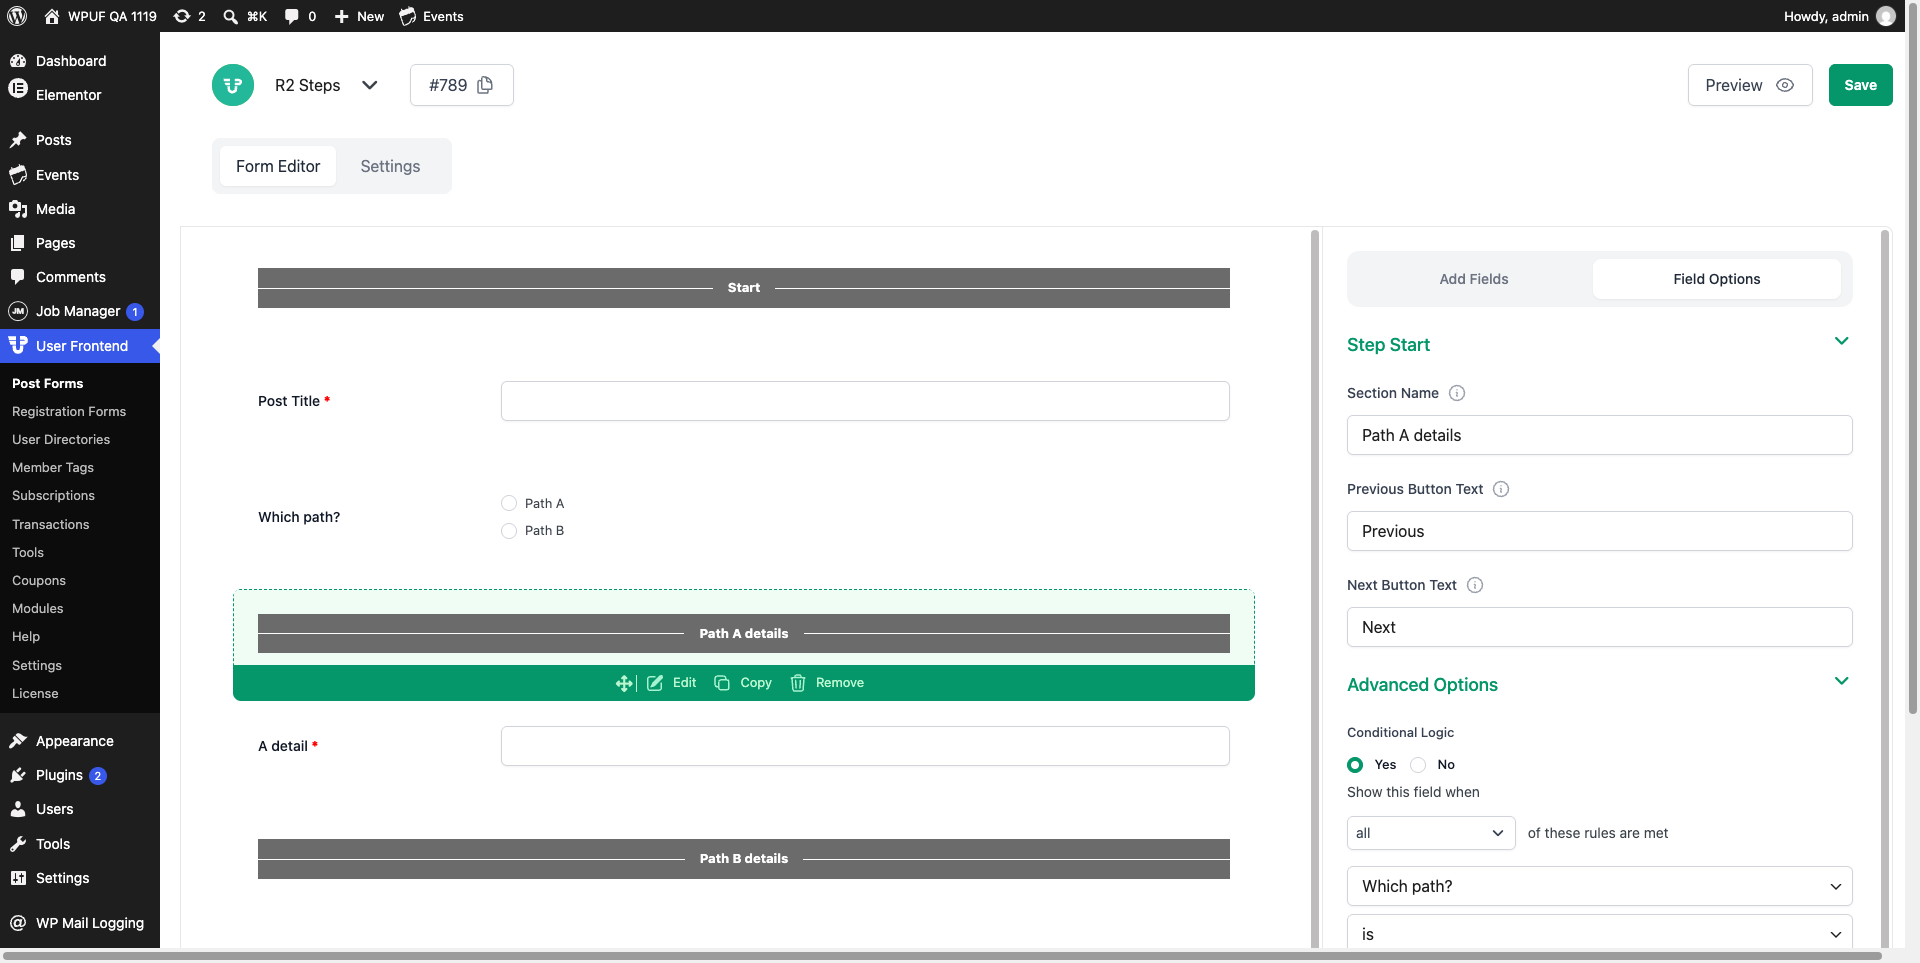 WPUF QA 1119
2
⌘K
0
New
Events
Howdy, admin
Dashboard
Elementor
Posts
Events
Media
Pages
Comments
JM
Job Manager 1
User Frontend
Post Forms
Registration Forms
User Directories
Member Tags
Subscriptions
Transactions
Tools
Coupons
Modules
Help
Settings
License
Appearance
Plugins 2
Users
Tools
Settings
WP Mail Logging
R2 Steps
#789
Preview
Save
Form Editor
Settings
Start
Post Title *
Which path?
Path A
Path B
Path A details
Edit
Copy
Remove
A detail *
Path B details
Add Fields
Field Options
Step Start
Section Name
Path A details
Previous Button Text
Previous
Next Button Text
Next
Advanced Options
Conditional Logic
Yes
No
Show this field when
all
of these rules are met
Which path?
is